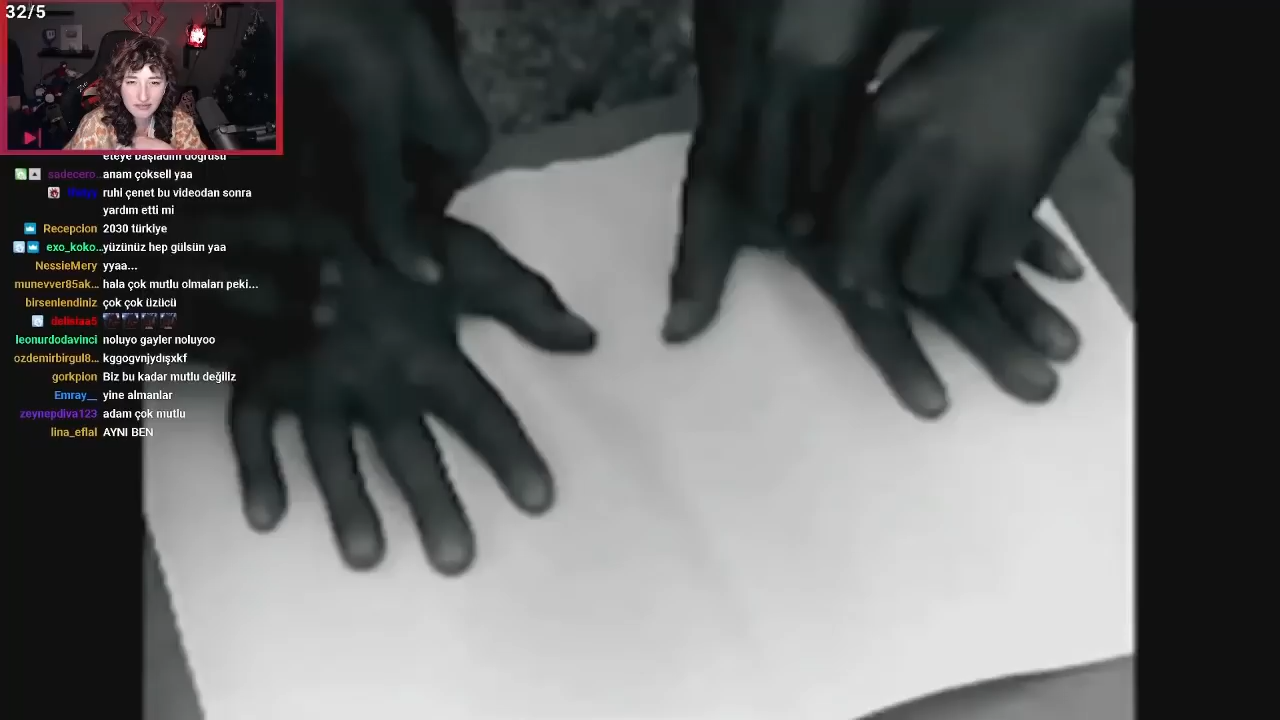 32/5
eteye başladım doğrusu
sadecero.. anam çoksell yaa
ruhi çenet bu videodan sonra
yardım etti mi
Recepcion 2030 türkiye
exo_koko.. yüzünüz hep gülsün yaa
NessieMery yyaa...
munevver85ak... hala çok mutlu olmaları peki...
birsenlendiniz çok çok üzücü
delisiaa5
leonurdodavinci noluyo gayler noluyoo
ozdemirbirgul8... kggogvnjydışxkf
gorkpion Biz bu kadar mutlu değiliz
Emray__ yine almanlar
zeynepdiva123 adam çok mutlu
lina_eflal AYNI BEN